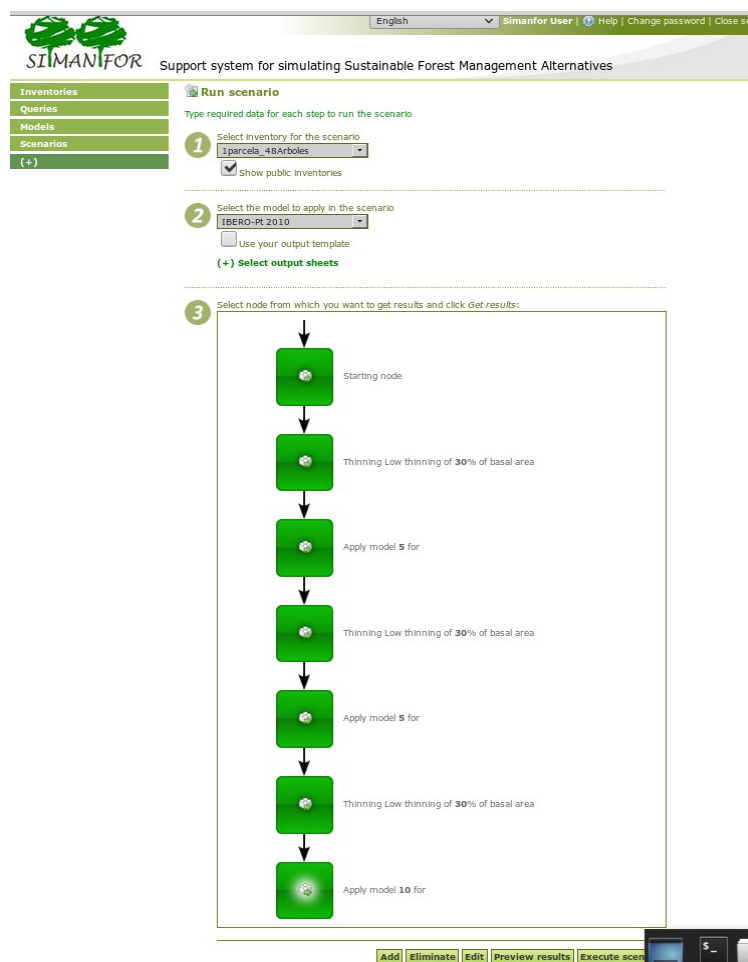 English
Simanfor User | Help | Change password | Close se
SIMANFOR
Support system for simulating Sustainable Forest Management Alternatives
Inventories
Queries
Models
Scenarios
(+)
Run scenario
Type required data for each step to run the scenario
1
Select inventory for the scenario
1parcela_48Arboles
Show public inventories
2
Select the model to apply in the scenario
IBERO-Pt 2010
Use your output template
(+) Select output sheets
3
Select node from which you want to get results and click Get results:
Starting node
Thinning Low thinning of 30% of basal area
Apply model 5 for
Thinning Low thinning of 30% of basal area
Apply model 5 for
Thinning Low thinning of 30% of basal area
Apply model 10 for
Add Eliminate Edit Preview results Execute scen
$_